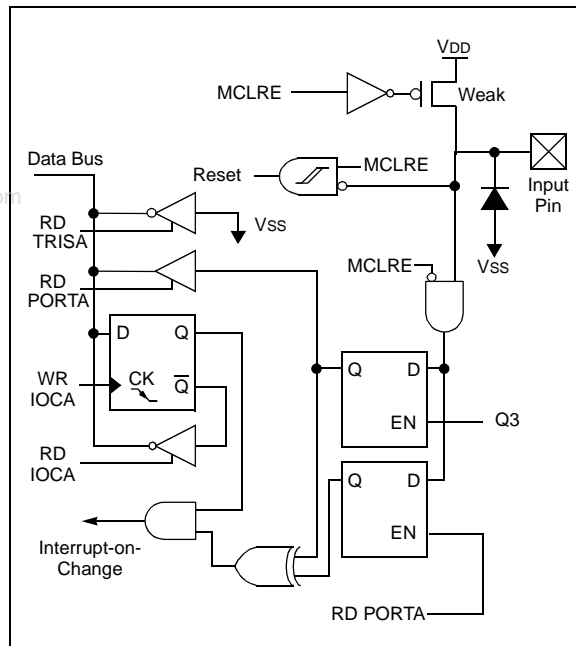 VDD
MCLRE
Weak
Data Bus
MCLRE
Reset
Input
Pin
om
RD
TRISA
VSS
VSS
RD
PORTA
MCLRE
D Q
Q D
WR
IOCA
CK
Q
EN
Q3
RD
IOCA
Q D
EN
Interrupt-on-
Change
RD PORTA